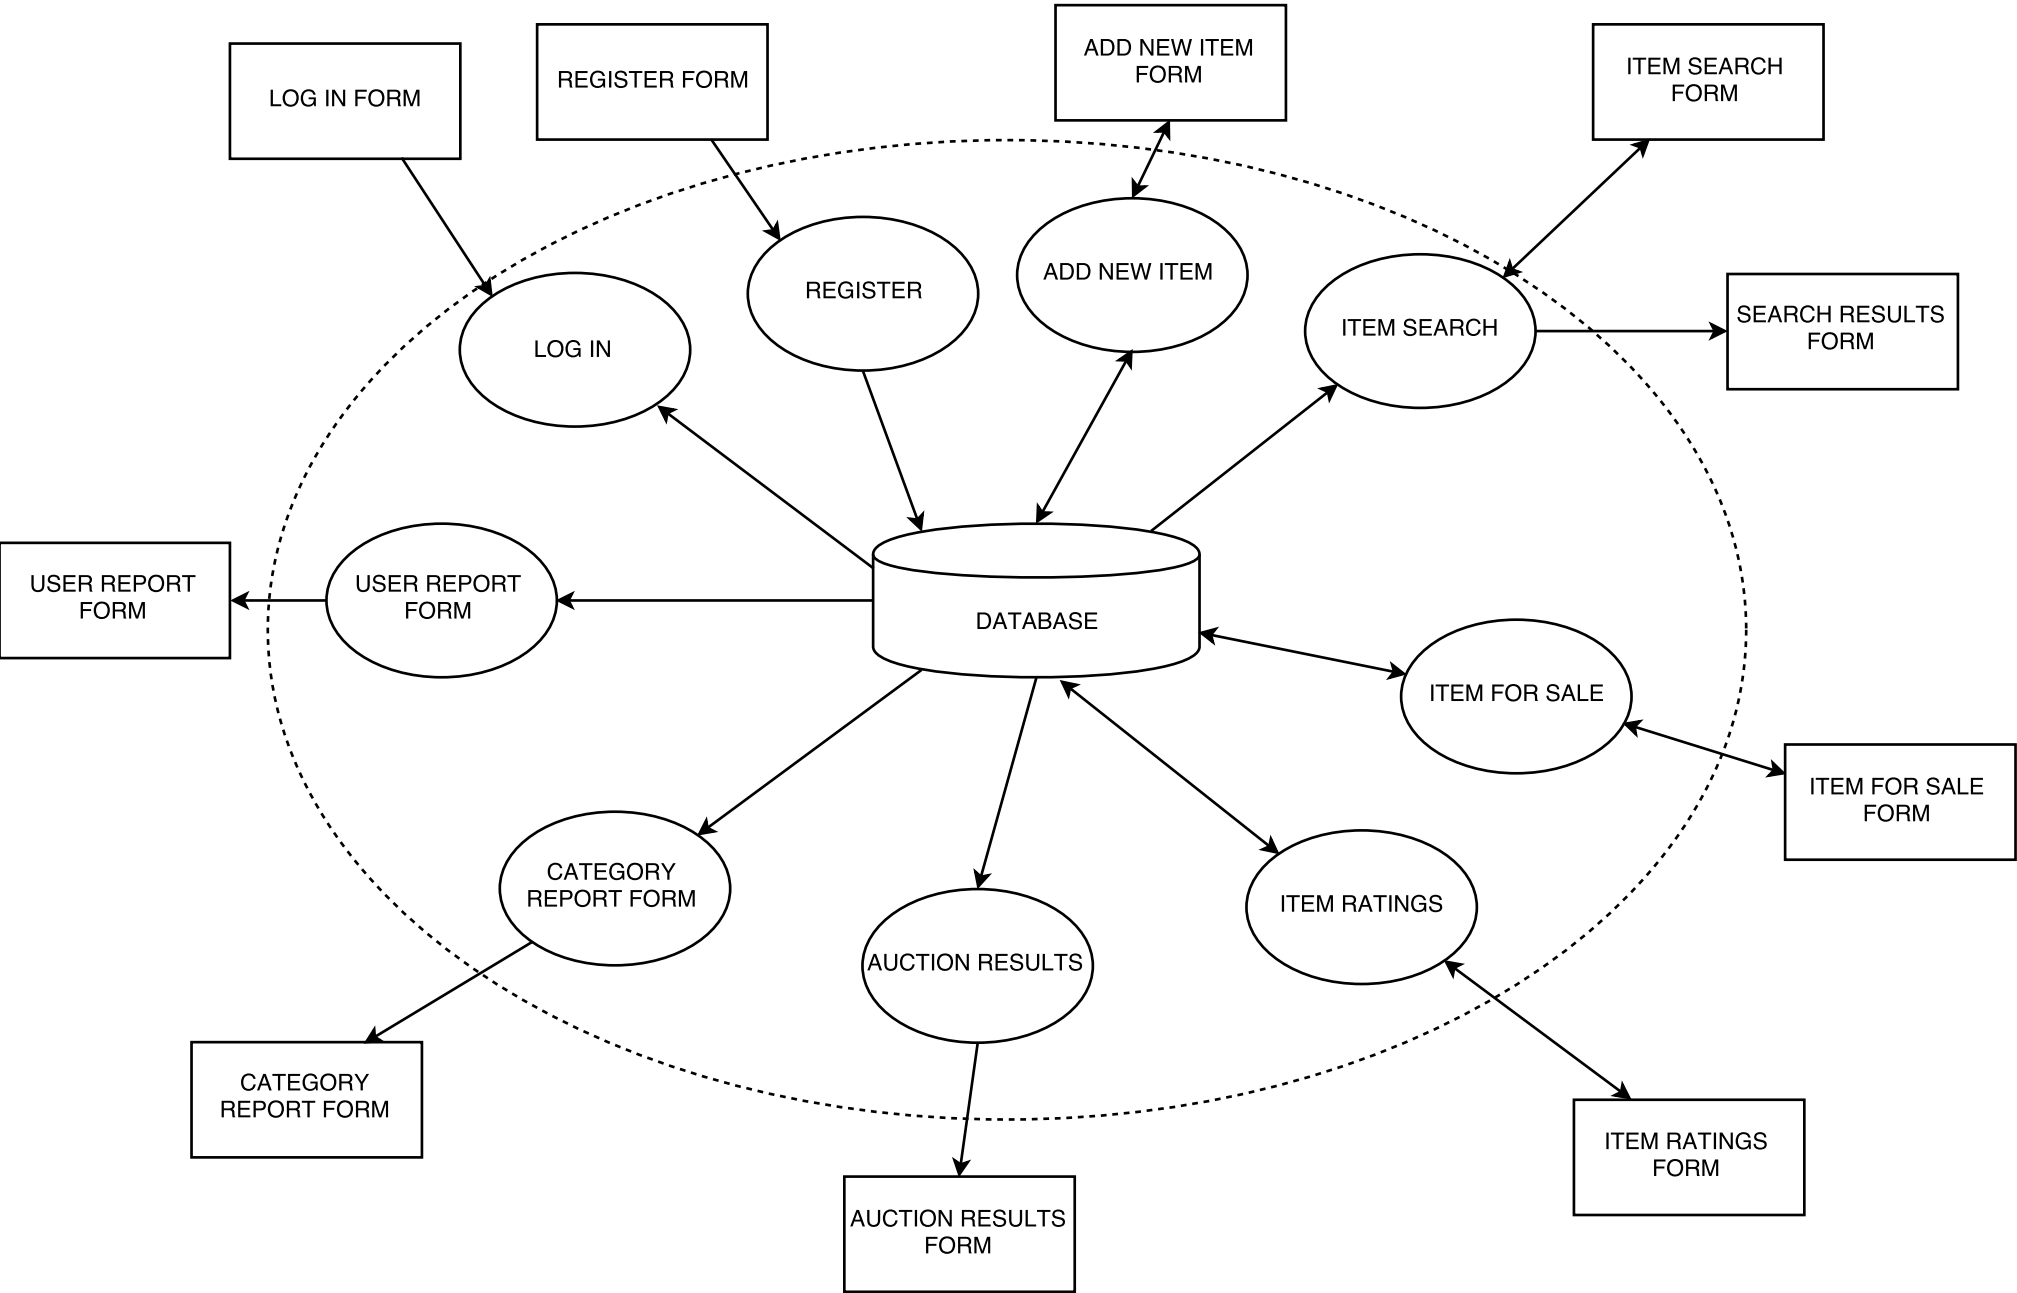 ADD NEW ITEM
FORM
ITEM SEARCH
FORM
REGISTER FORM
LOG IN FORM
ADD NEW ITEM
REGISTER
ITEM SEARCH
SEARCH RESULTS
FORM
LOG IN
USER REPORT
FORM
USER REPORT
FORM
DATABASE
ITEM FOR SALE
ITEM FOR SALE
FORM
CATEGORY
REPORT FORM
ITEM RATINGS
AUCTION RESULTS
CATEGORY
REPORT FORM
ITEM RATINGS
FORM
AUCTION RESULTS
FORM